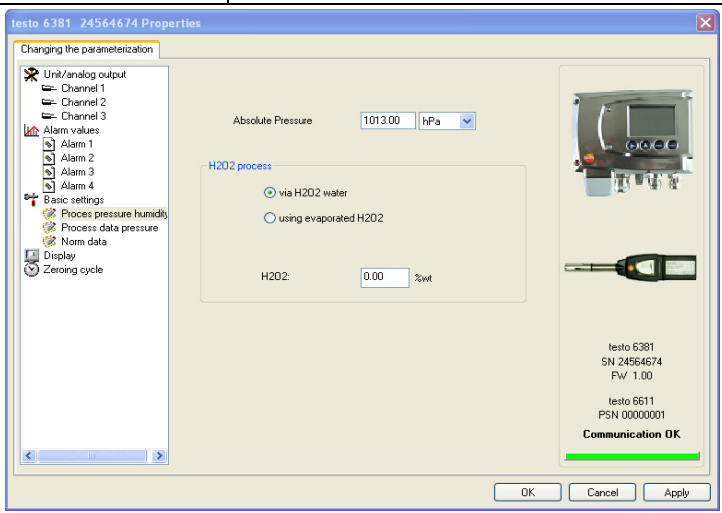 testo 6381 24564674 Properties
Changing the parameterization
Unit/analog output
Channel 1
Channel 2
Channel 3
Alarm values
Alarm 1
Alarm 2
Alarm 3
Alarm 4
Basic settings
Proces pressure humidity
Process data pressure
Norm data
Display
Zeroing cycle
Absolute Pressure 1013.00 hPa
H2O2 process
via H2O2 water
using evaporated H2O2
H2O2: 0.00 %wt
testo 6381
SN 24564674
FW 1.00
testo 6611
PSN 00000001
Communication OK
OK Cancel Apply